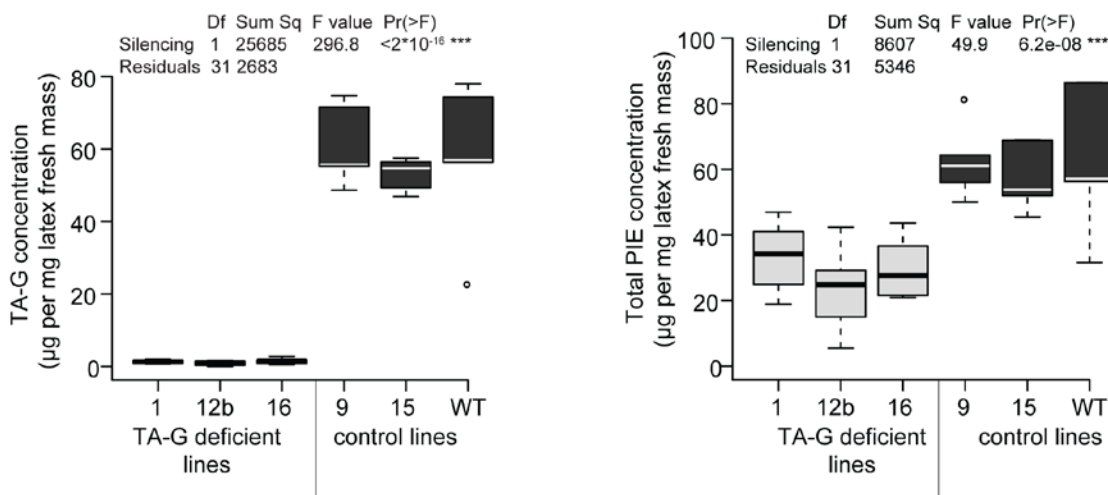 Df Sum Sq F value Pr(>F)
Silencing 1 25685 296.8 <2*10-16 ***
Residuals 31 2683
TA-G concentration
(µg per mg latex fresh mass)
80
60
40
20
0
1 12b 16 9 15 WT
TA-G deficient lines
control lines
Df Sum Sq F value Pr(>F)
Silencing 1 8607 49.9 6.2e-08 ***
Residuals 31 5346
Total PIE concentration
(µg per mg latex fresh mass)
100
80
60
40
20
0
1 12b 16 9 15 WT
TA-G deficient lines
control lines